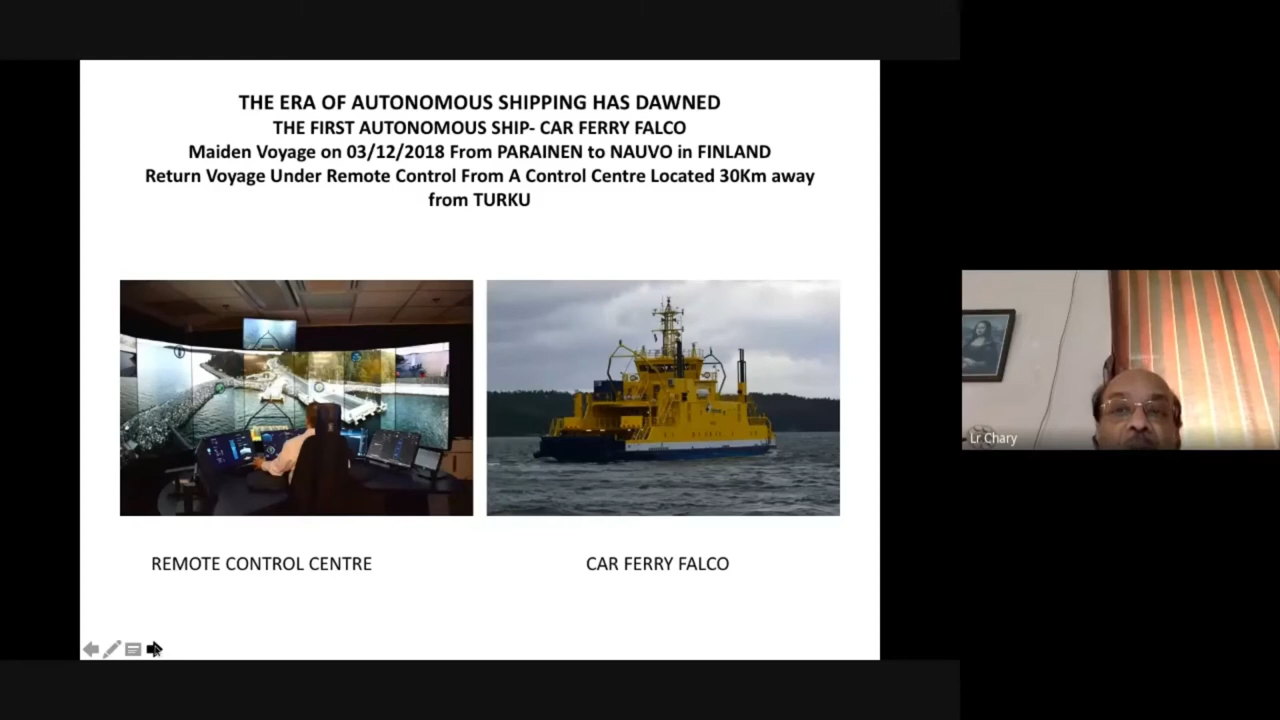 THE ERA OF AUTONOMOUS SHIPPING HAS DAWNED
THE FIRST AUTONOMOUS SHIP- CAR FERRY FALCO
Maiden Voyage on 03/12/2018 From PARAINEN to NAUVO in FINLAND
Return Voyage Under Remote Control From A Control Centre Located 30Km away
from TURKU
REMOTE CONTROL CENTRE
CAR FERRY FALCO
Lr Chary